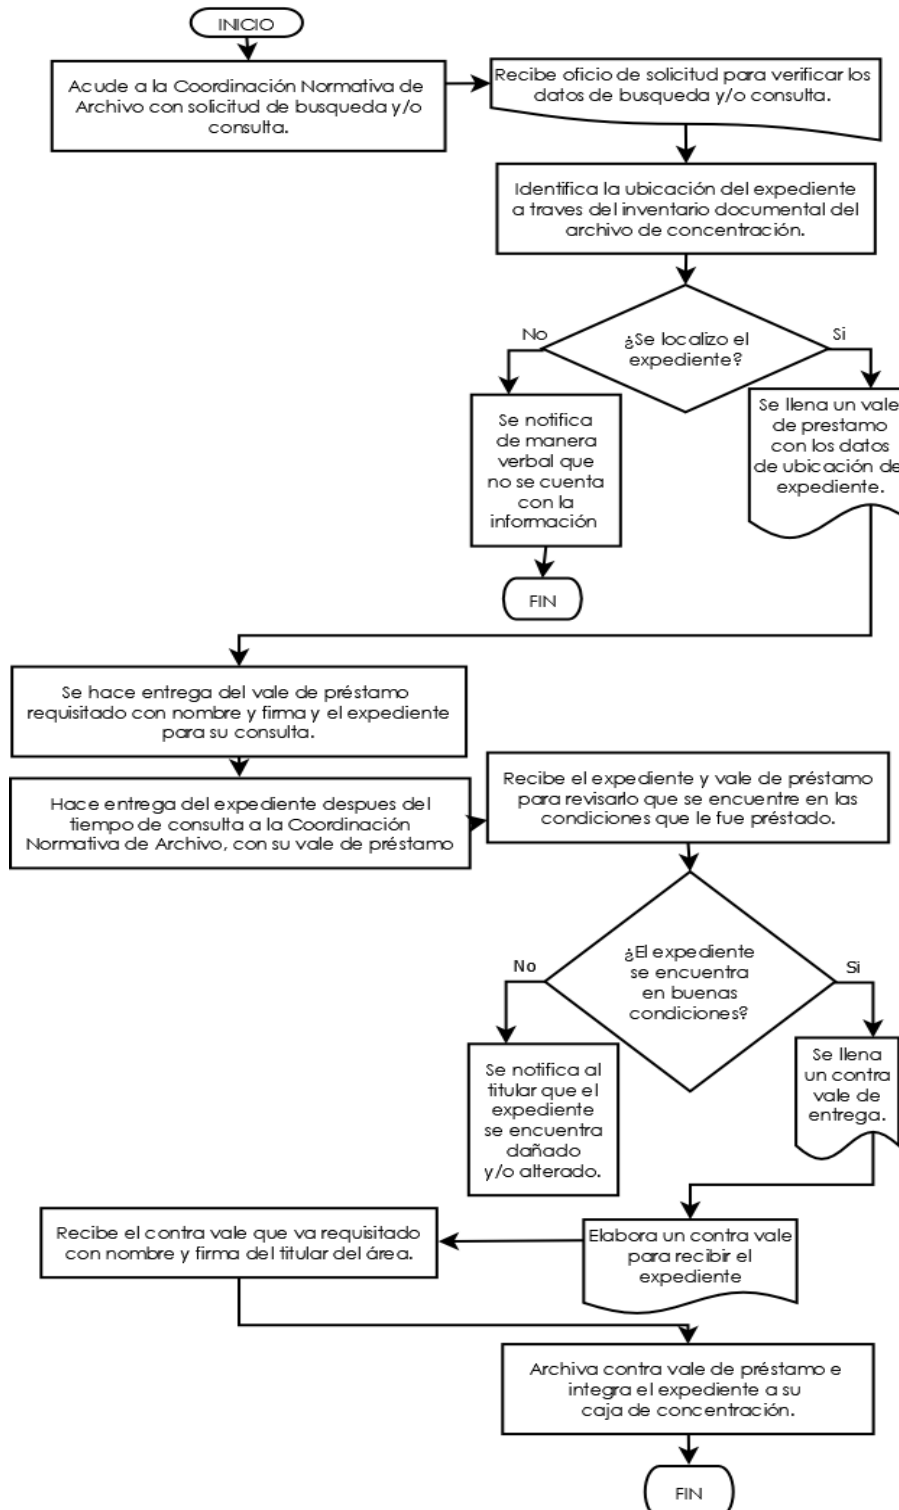 INICIO
Acude a la Coordinación Normativa de
Archivo con solicitud de busqueda y/o
consulta.
Recibe oficio de solicitud para verificar los
datos de busqueda y/o consulta.
Identifica la ubicación del expediente
a traves del inventario documental del
archivo de concentración.
¿Se localizo el
expediente?
No
Si
Se notifica
de manera
verbal que
no se cuenta
con la
información
FIN
Se llena un vale
de prestamo
con los datos
de ubicación de
expediente.
Se hace entrega del vale de préstamo
requisitado con nombre y firma y el expediente
para su consulta.
Hace entrega del expediente despues del
tiempo de consulta a la Coordinación
Normativa de Archivo, con su vale de préstamo
Recibe el expediente y vale de préstamo
para revisarlo que se encuentre en las
condiciones que le fue préstado.
¿El expediente
se encuentra
en buenas
condiciones?
No
Si
Se notifica al
titular que el
expediente
se encuentra
dañado
y/o alterado.
Se llena
un contra
vale de
entrega.
Elabora un contra vale
para recibir el
expediente
Recibe el contra vale que va requisitado
con nombre y firma del titular del área.
Archiva contra vale de préstamo e
integra el expediente a su
caja de concentración.
FIN